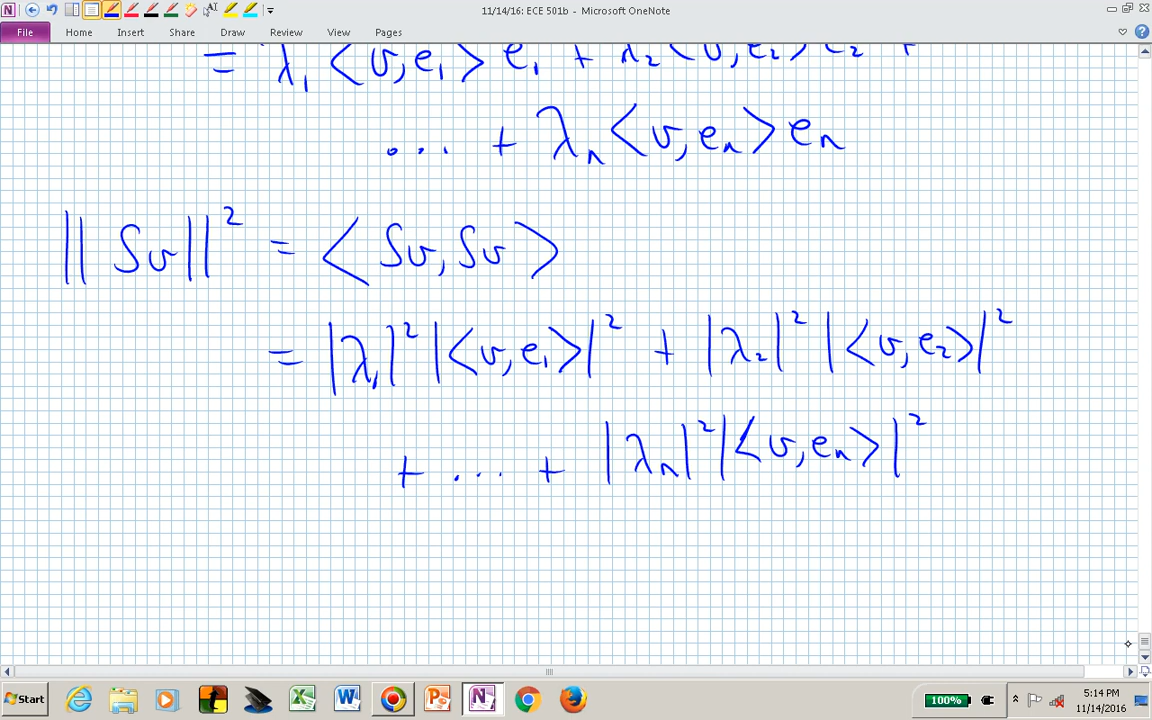 11/14/16: ECE 501b - Microsoft OneNote
File Home Insert Share Draw Review View Pages
= λ₁ <v,e₁> e₁ + λ₂ <v,e₂> e₂ +
... + λₙ <v,eₙ> eₙ
||Sv||² = <Sv, Sv>
= |λ₁|² |<v,e₁>|² + |λ₂|² |<v,e₂>|²
+ ... + |λₙ|² |<v,eₙ>|²
Start
100%
5:14 PM
11/14/2016